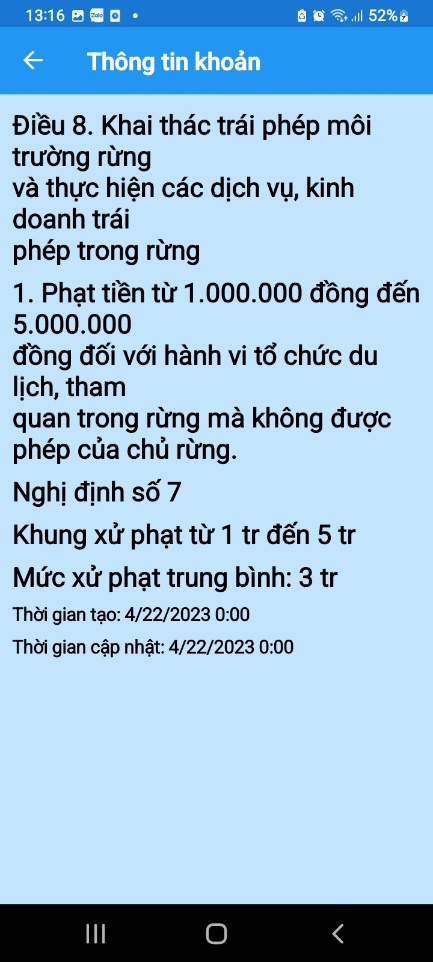 13:16 Zalo 52%
Thông tin khoản
Điều 8. Khai thác trái phép môi
trường rừng
và thực hiện các dịch vụ, kinh
doanh trái
phép trong rừng
1. Phạt tiền từ 1.000.000 đồng đến
5.000.000
đồng đối với hành vi tổ chức du
lịch, tham
quan trong rừng mà không được
phép của chủ rừng.
Nghị định số 7
Khung xử phạt từ 1 tr đến 5 tr
Mức xử phạt trung bình: 3 tr
Thời gian tạo: 4/22/2023 0:00
Thời gian cập nhật: 4/22/2023 0:00